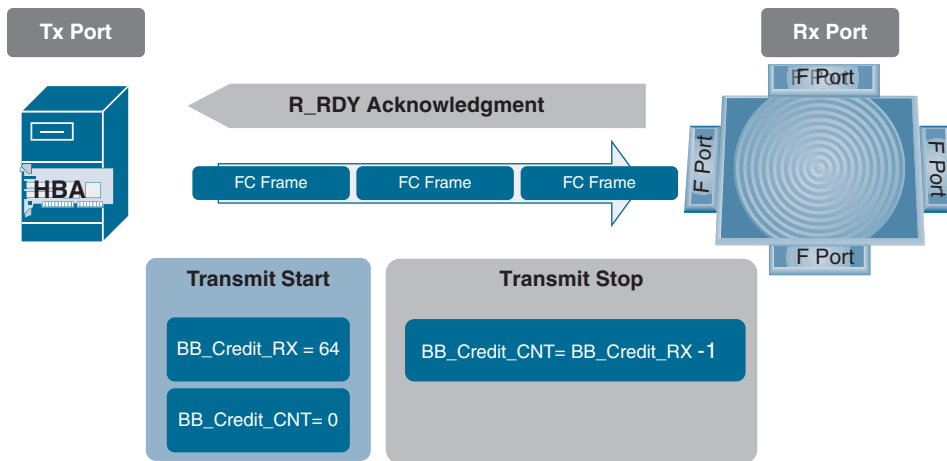 Tx Port
Rx Port
F Port
R_RDY Acknowledgment
F Port
F Port
HBA
FC Frame
FC Frame
FC Frame
F Port
Transmit Start
Transmit Stop
BB_Credit_RX = 64
BB_Credit_CNT= BB_Credit_RX -1
BB_Credit_CNT= 0